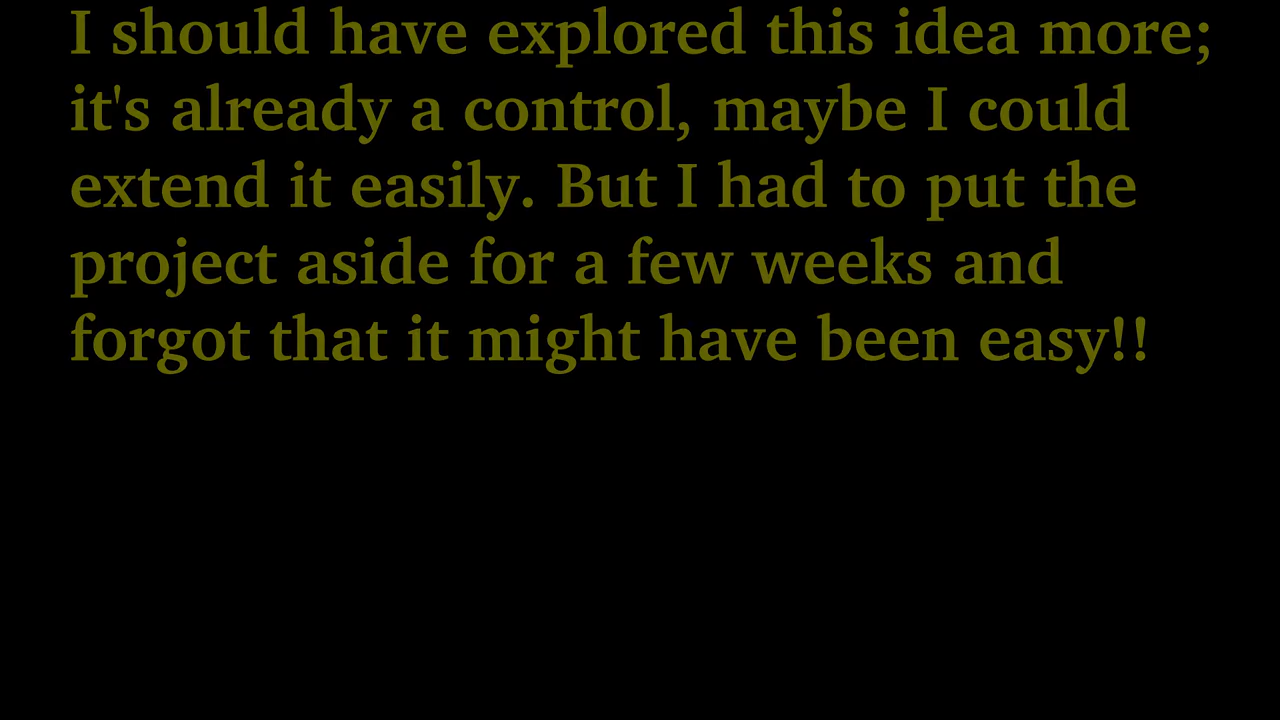 I should have explored this idea more;
it's already a control, maybe I could
extend it easily. But I had to put the
project aside for a few weeks and
forgot that it might have been easy!!